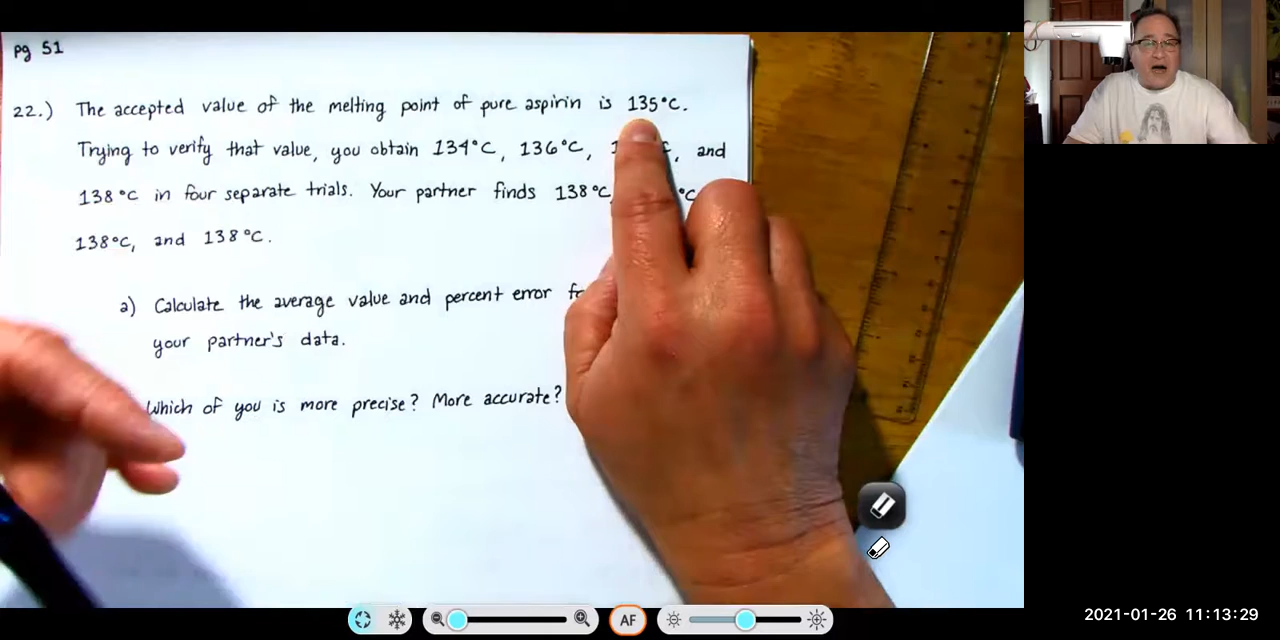 pg 51
22.) The accepted value of the melting point of pure aspirin is 135°C.
Trying to verify that value, you obtain 134°C, 136°C, and
138°C in four separate trials. Your partner finds 138°C
138°C, and 138°C.
a) Calculate the average value and percent error
your partner's data.
Which of you is more precise? More accurate?
AF
2021-01-26 11:13:29